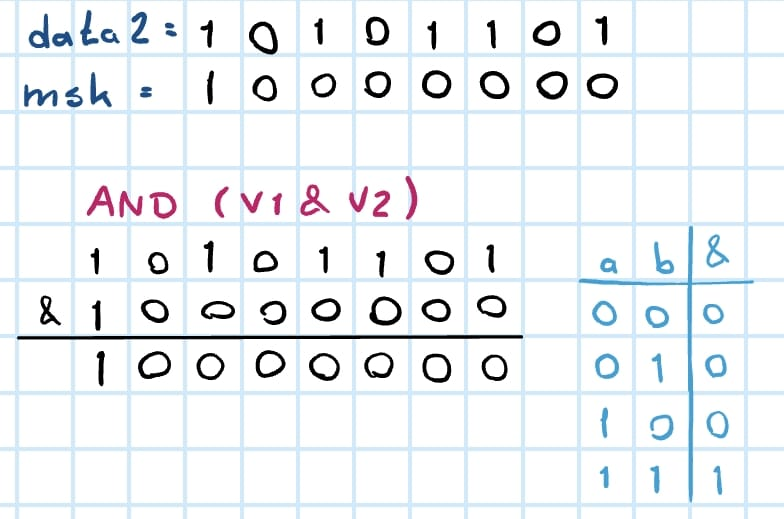 data2= 1 0 1 0 1 1 0 1
msk = 1 0 0 0 0 0 0 0
AND (V1 & V2)
1 0 1 0 1 1 0 1
& 1 0 0 0 0 0 0 0
1 0 0 0 0 0 0 0
a b &
0 0 0
0 1 0
1 0 0
1 1 1